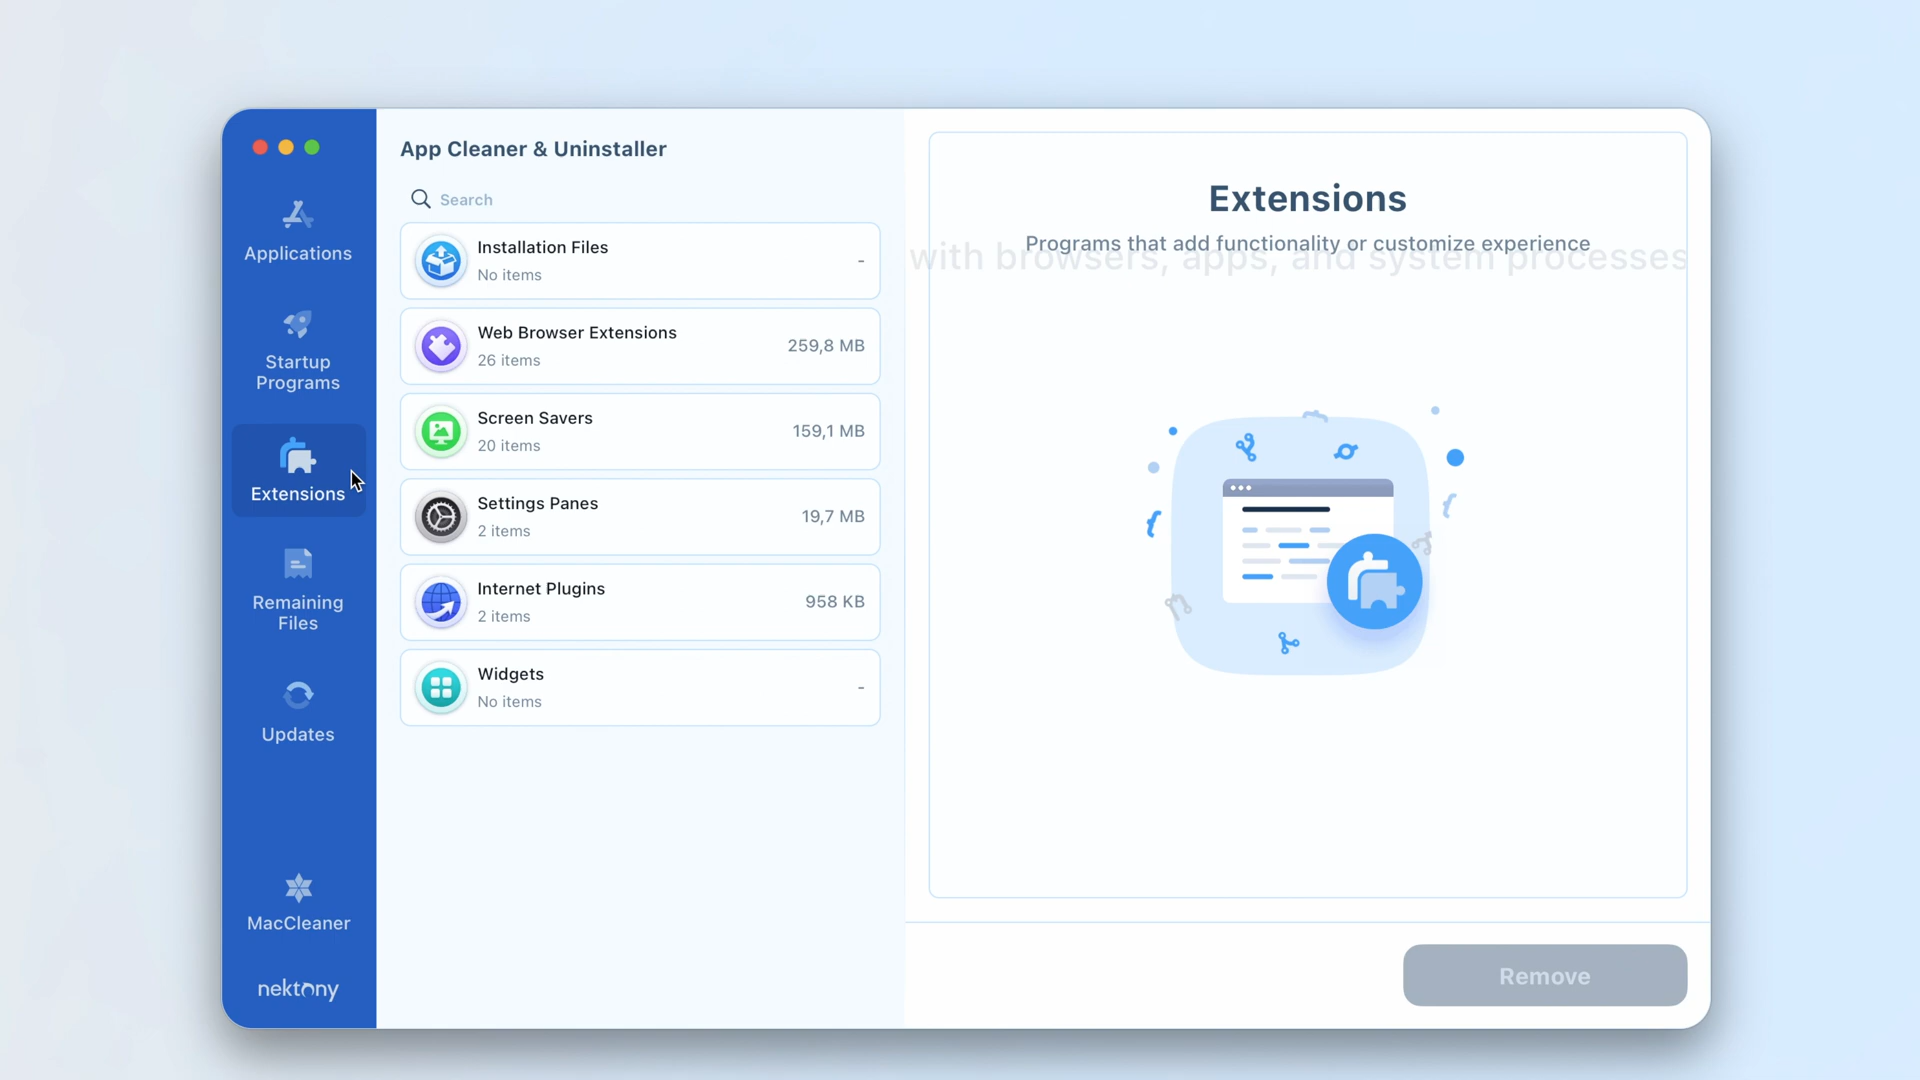 App Cleaner & Uninstaller
Search
Applications
Startup
Programs
Extensions
Remaining
Files
Updates
MacCleaner
nektony
Installation Files
No items
-
Web Browser Extensions
26 items
259,8 MB
Screen Savers
20 items
159,1 MB
Settings Panes
2 items
19,7 MB
Internet Plugins
2 items
958 KB
Widgets
No items
-
Extensions
Programs that add functionality or customize experience
with browsers, apps, and system processes
Remove